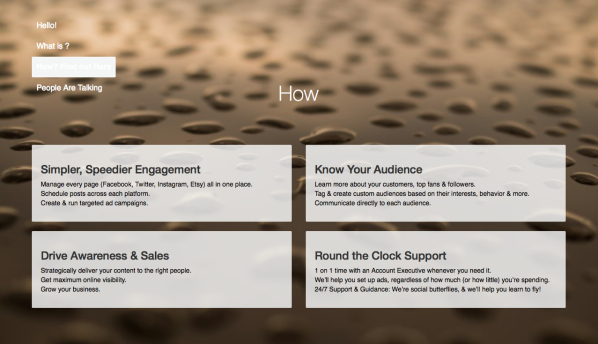 Hello!
What is ?
People Are Talking
How
Simpler, Speedier Engagement
Manage every page (Facebook, Twitter, Instagram, Etsy) all in one place.
Schedule posts across each platform.
Create & run targeted ad campaigns.
Know Your Audience
Learn more about your customers, top fans & followers.
Tag & create custom audiences based on their interests, behavior & more.
Communicate directly to each audience.
Drive Awareness & Sales
Strategically deliver your content to the right people.
Get maximum online visibility.
Grow your business.
Round the Clock Support
1 on 1 time with an Account Executive whenever you need it.
We'll help you set up ads, regardless of how much (or how little) you're spending.
24/7 Support & Guidance: We're social butterflies, & we'll help you learn to fly!